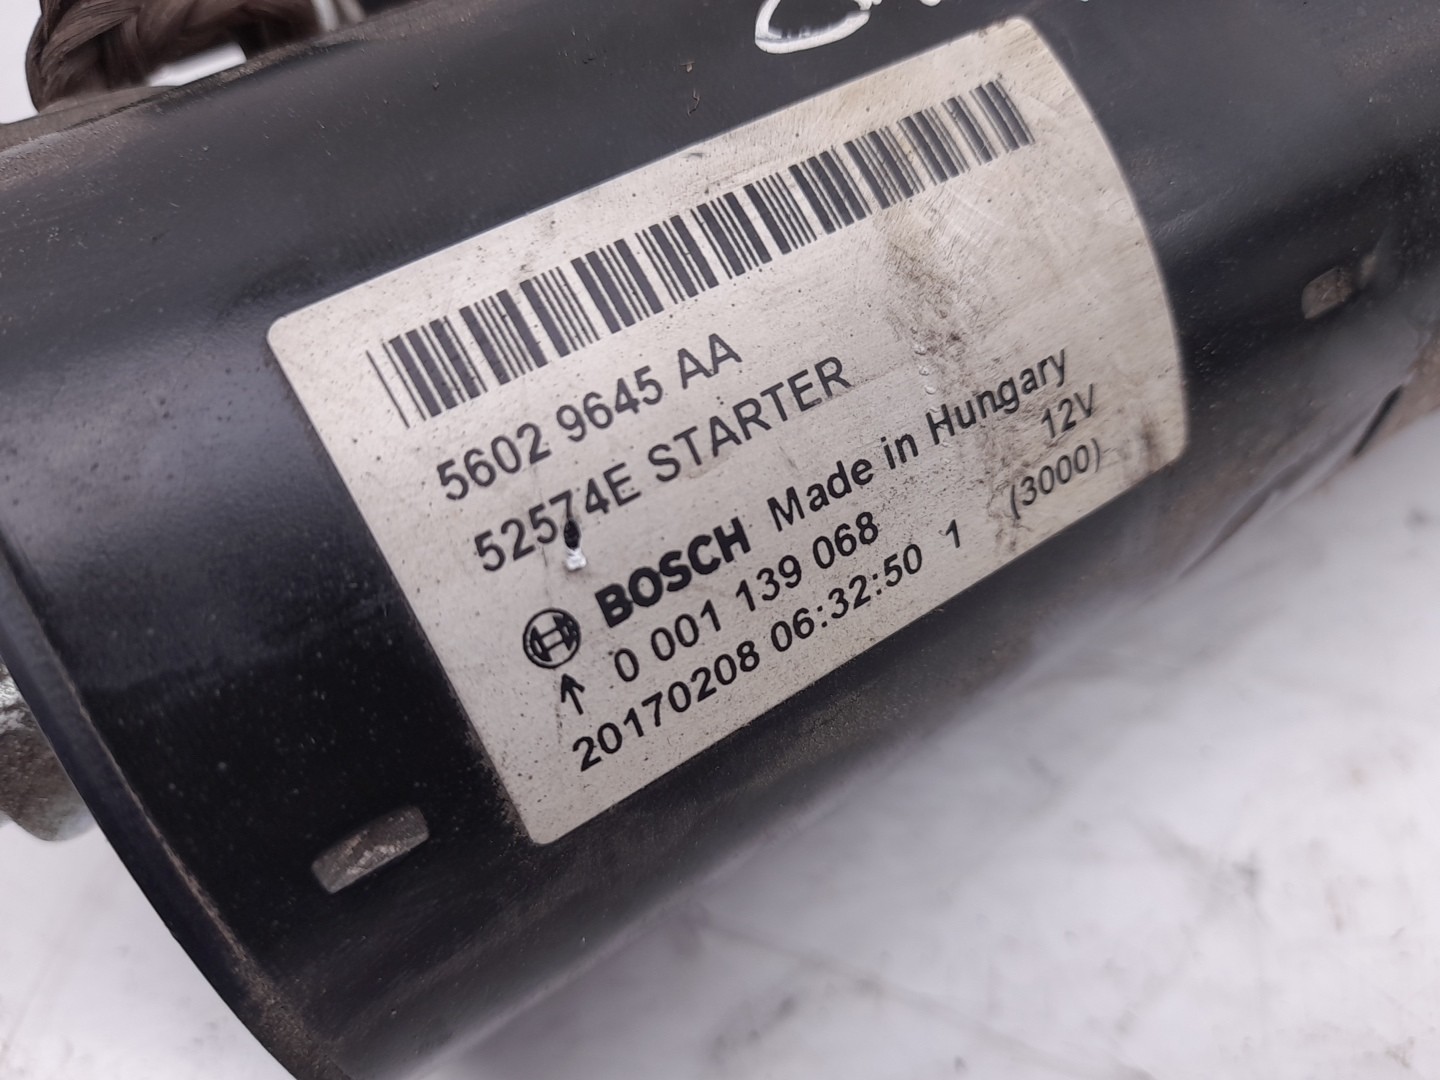 5602 9645 AA
52574E STARTER
BOSCH Made in Hungary
0 001 139 068 12V
20170208 06:32:50 1 (3000)